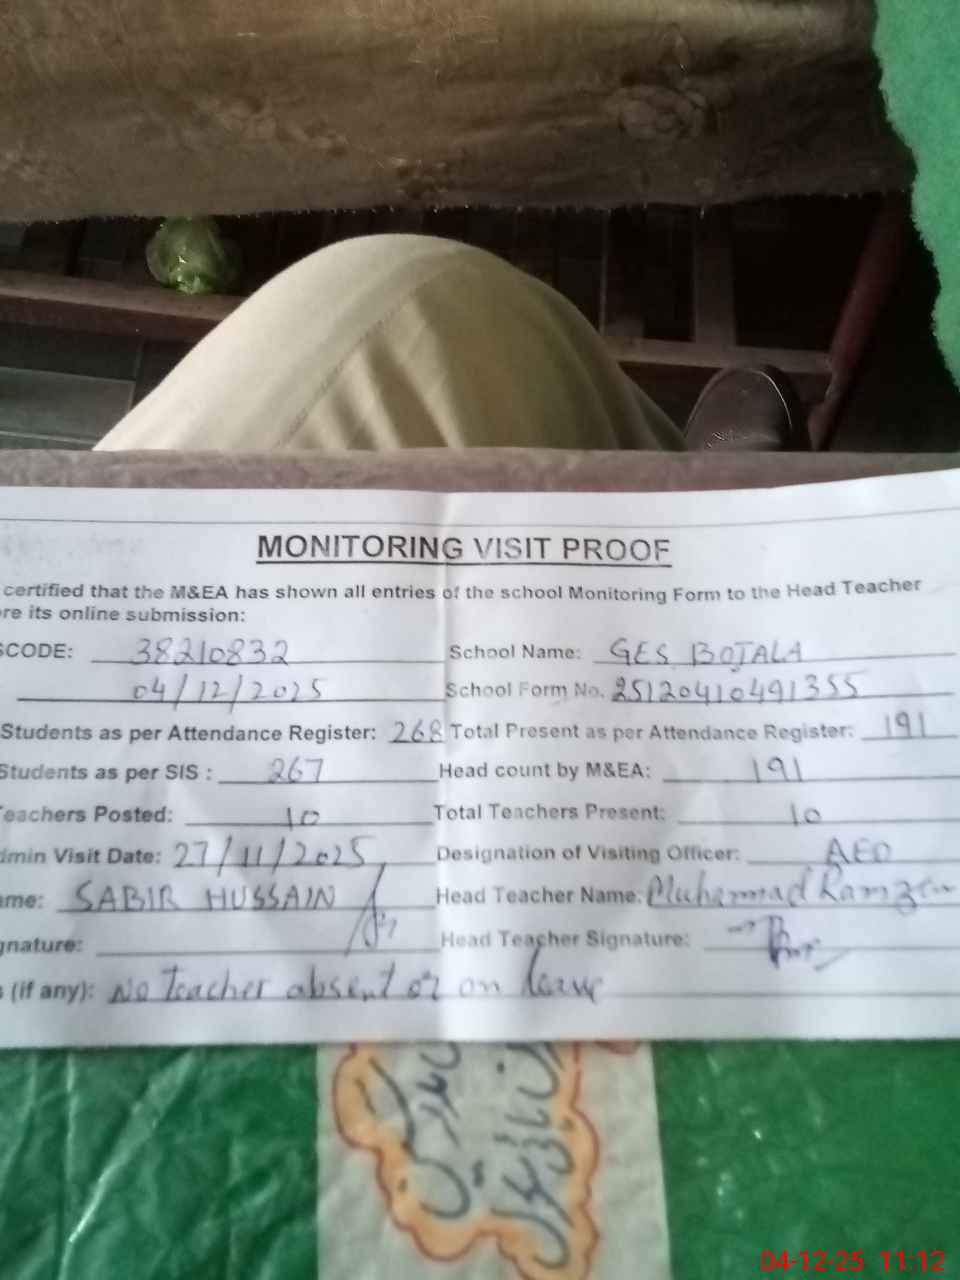 MONITORING VISIT PROOF
certified that the M&EA has shown all entries of the school Monitoring Form to the Head Teacher
re its online submission:
SCODE: 38210832 School Name: GES BOTALA
04/12/2025 School Form No. 25120410491355
Students as per Attendance Register: 268 Total Present as per Attendance Register: 191
Students as per SIS : 267 Head count by M&EA: 191
Teachers Posted: 10 Total Teachers Present: 10
dmin Visit Date: 27/11/2025 Designation of Visiting Officer: AEO
ame: SABIR HUSSAIN Head Teacher Name: Muhammad Ramzan
gnature: Head Teacher Signature:
s (if any): No Teacher absent or on leave
04-12-25 11:12